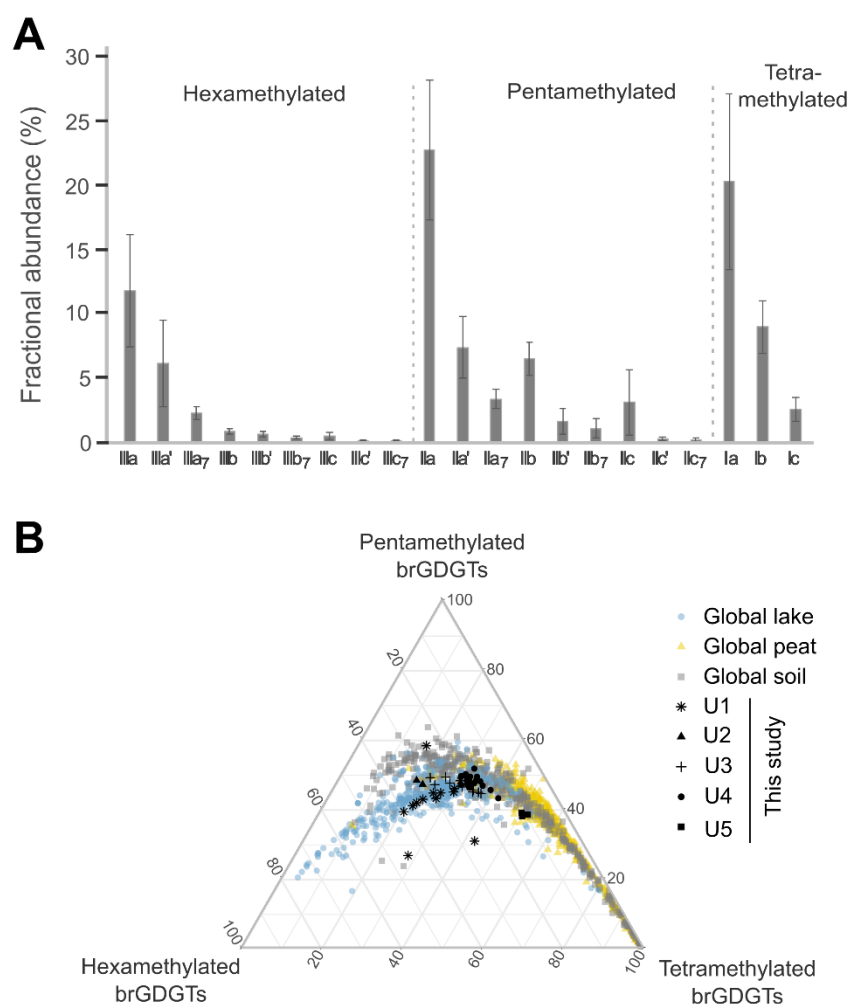 A
Fractional abundance (%)
30
25
20
15
10
5
0
Hexamethylated
Pentamethylated
Tetra-
methylated
IIIa IIIa' IIIa7 IIIb IIIb' IIIb7 IIIc IIIc' IIIc7 IIa IIa' IIa7 IIb IIb' IIb7 IIc IIc' IIc7 Ia Ib Ic
B
Pentamethylated
brGDGTs
100
20
80
40
60
60
40
80
20
100
20
40
60
80
100
Hexamethylated
brGDGTs
Tetramethylated
brGDGTs
Global lake
Global peat
Global soil
U1
U2
U3
U4
U5
This study